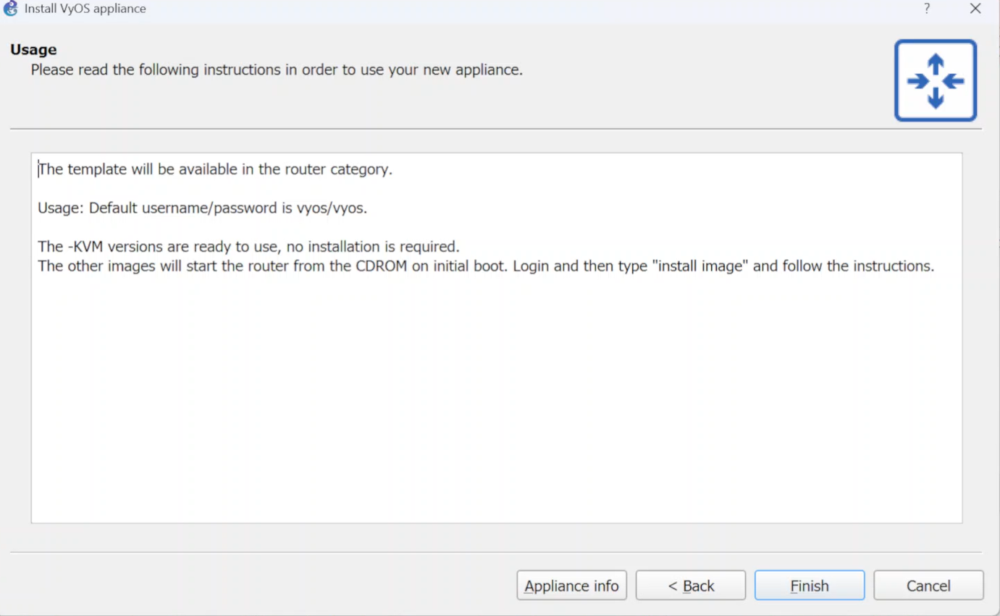 Install VyOS appliance
?
Usage
Please read the following instructions in order to use your new appliance.
The template will be available in the router category.
Usage: Default username/password is vyos/vyos.
The -KVM versions are ready to use, no installation is required.
The other images will start the router from the CDROM on initial boot. Login and then type "install image" and follow the instructions.
Appliance info
< Back
Finish
Cancel